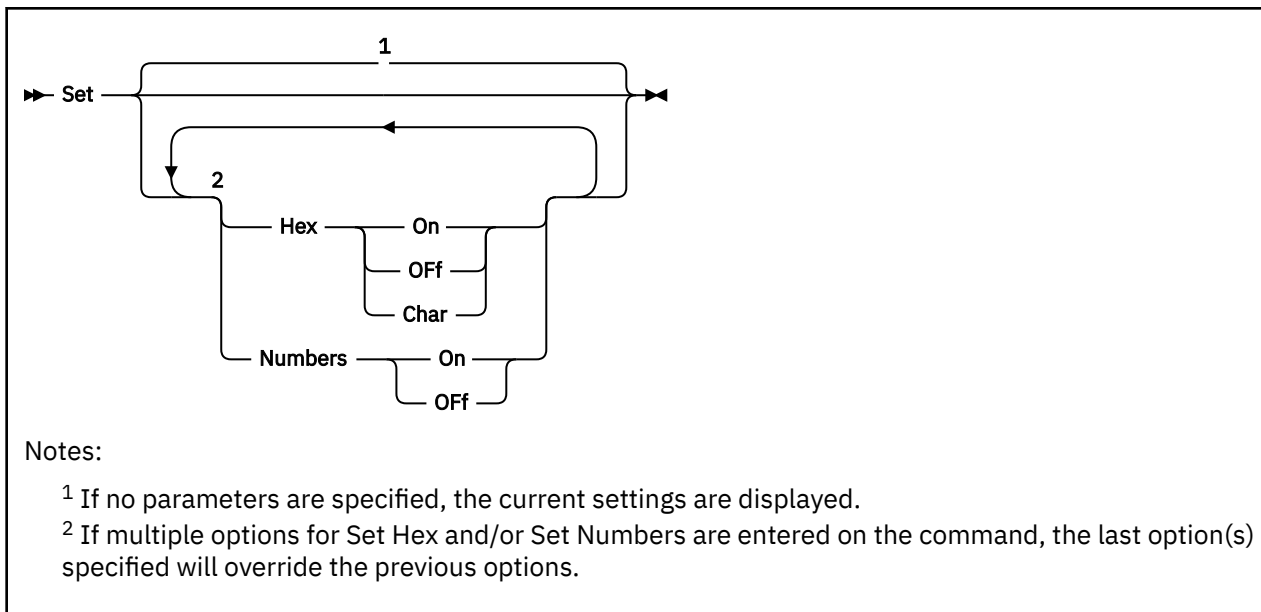 1
Set
2
Hex On
OFf
Char
Numbers On
OFf
Notes:
1 If no parameters are specified, the current settings are displayed.
2 If multiple options for Set Hex and/or Set Numbers are entered on the command, the last option(s)
specified will override the previous options.